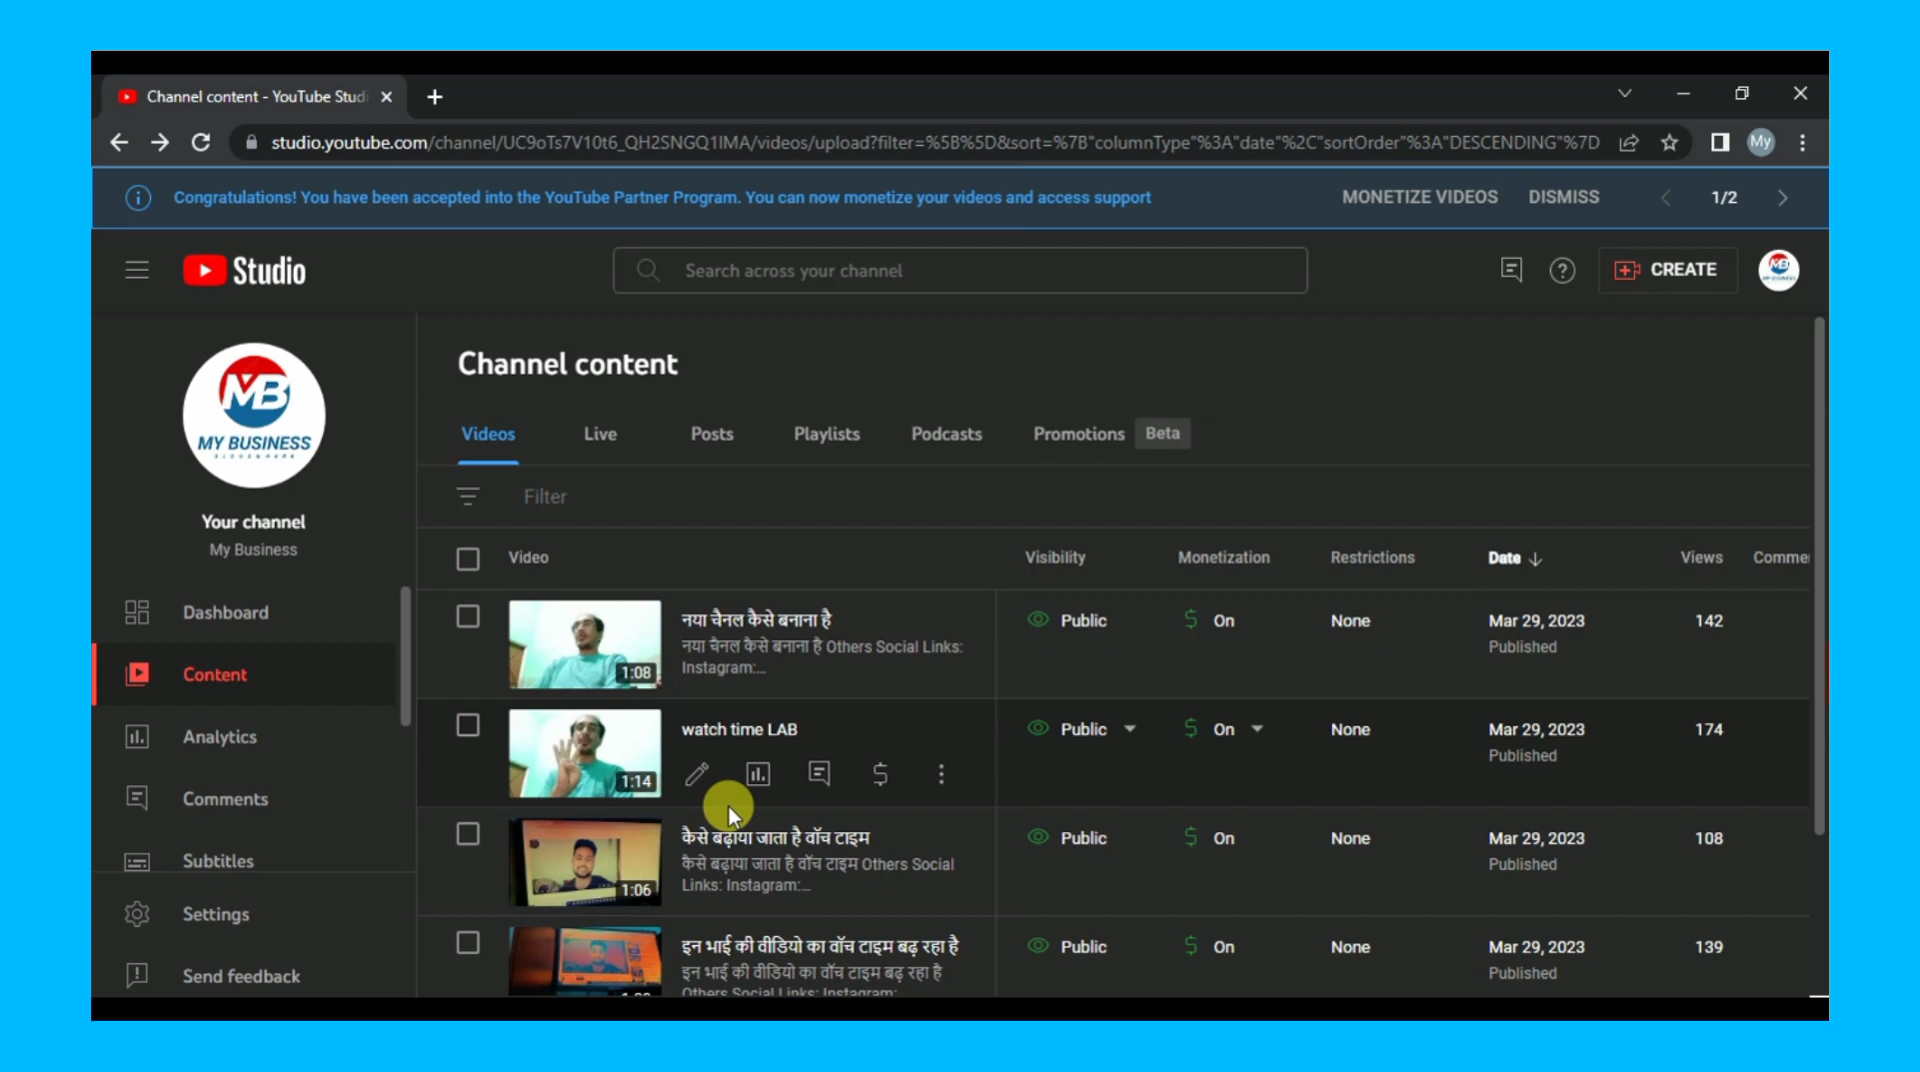 Channel content - YouTube Studi
studio.youtube.com/channel/UC9oTs7V10t6_QH2SNGQ1IMA/videos/upload?filter=%5B%5D&sort=%7B"columnType"%3A"date"%2C"sortOrder"%3A"DESCENDING"%7D
My
Congratulations! You have been accepted into the YouTube Partner Program. You can now monetize your videos and access support
MONETIZE VIDEOS DISMISS 1/2
Studio
Search across your channel
CREATE
MB
MB
MY BUSINESS
Your channel
My Business
Dashboard
Content
Analytics
Comments
Subtitles
Settings
Send feedback
Channel content
Videos Live Posts Playlists Podcasts Promotions Beta
Filter
Video Visibility Monetization Restrictions Date Views Comme
1:08
नया चैनल कैसे बनाना है
नया चैनल कैसे बनाना है Others Social Links:
Instagram:...
Public On None Mar 29, 2023 142
Published
1:14
watch time LAB
Public On None Mar 29, 2023 174
Published
1:06
कैसे बढ़ाया जाता है वॉच टाइम
कैसे बढ़ाया जाता है वॉच टाइम Others Social
Links: Instagram:...
Public On None Mar 29, 2023 108
Published
इन भाई की वीडियो का वॉच टाइम बढ़ रहा है
इन भाई की वीडियो का वॉच टाइम बढ़ रहा है
Others Social Links: Instagram:
Public On None Mar 29, 2023 139
Published